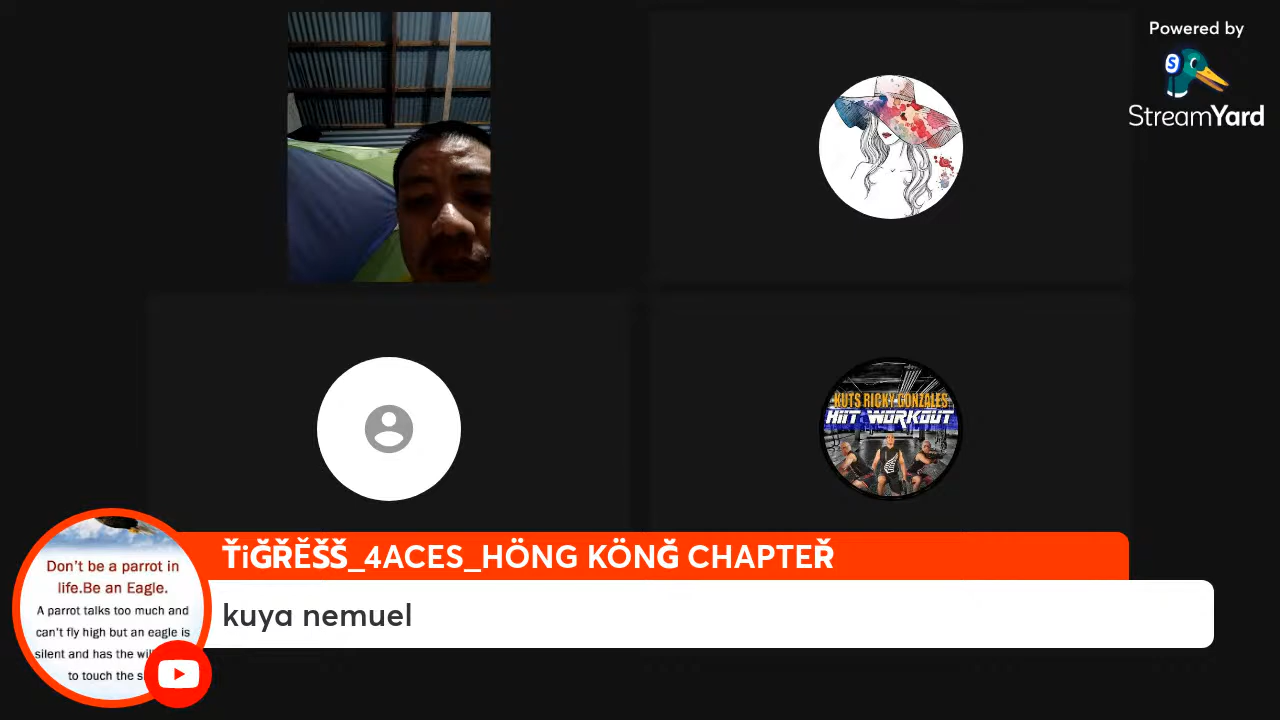 Powered by
StreamYard
KUTS RICKY GONZALES
HIIT WORKOUT
ŤiĞŘĔŠŠ_4ACES_HÖNG KÖNĞ CHAPTEŘ
kuya nemuel
Don't be a parrot in
life.Be an Eagle.
A parrot talks too much and
can't fly high but an eagle is
silent and has the
to touch the